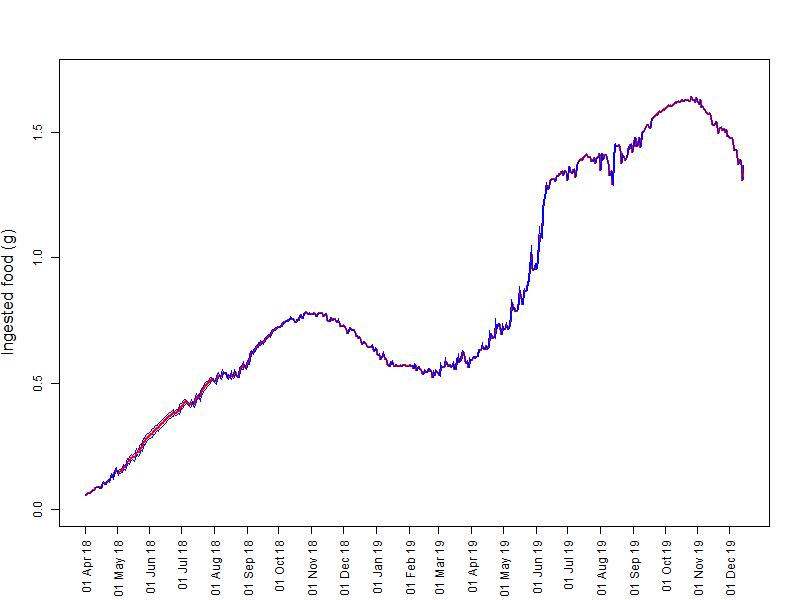 Ingested food (g)
1.5
1.0
0.5
0.0
01 Apr 18
01 May 18
01 Jun 18
01 Jul 18
01 Aug 18
01 Sep 18
01 Oct 18
01 Nov 18
01 Dec 18
01 Jan 19
01 Feb 19
01 Mar 19
01 Apr 19
01 May 19
01 Jun 19
01 Jul 19
01 Aug 19
01 Sep 19
01 Oct 19
01 Nov 19
01 Dec 19